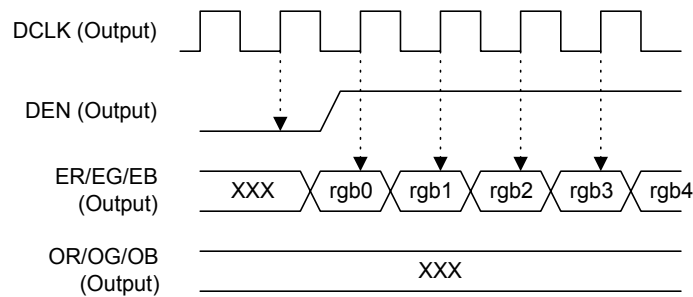 DCLK (Output)
DEN (Output)
ER/EG/EB
(Output)
XXX rgb0 rgb1 rgb2 rgb3 rgb4
OR/OG/OB
(Output)
XXX